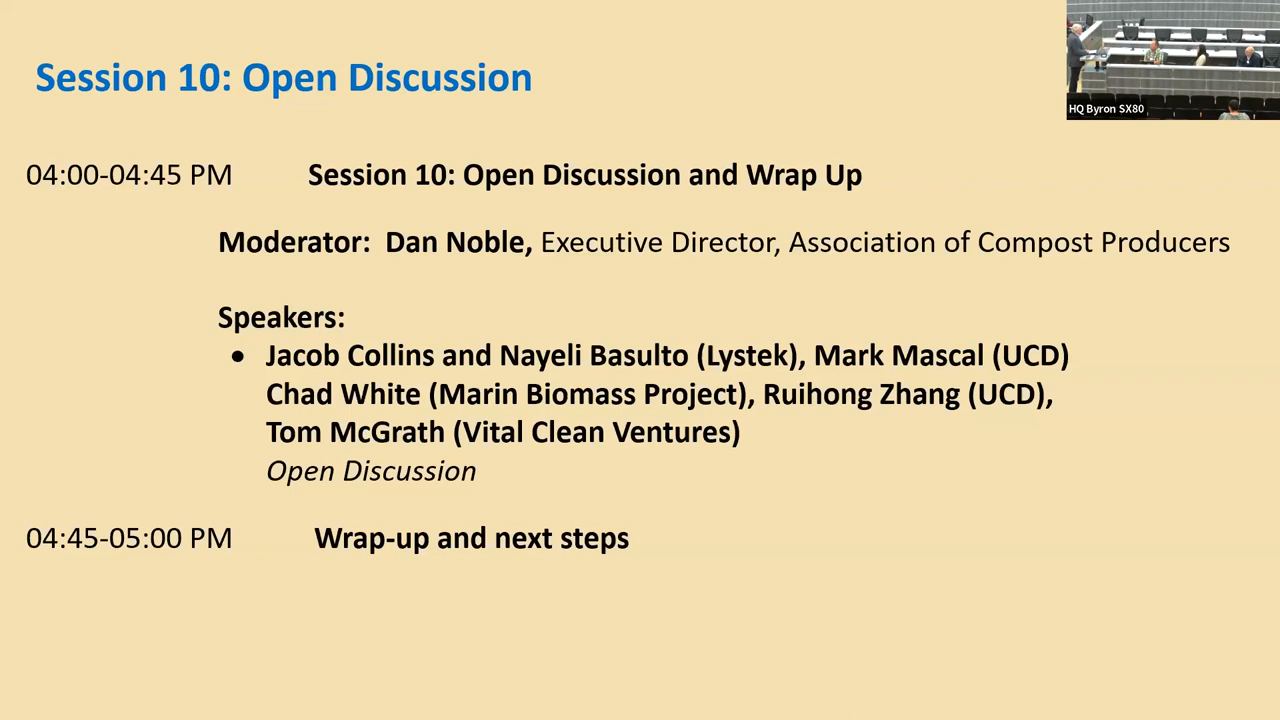 Session 10: Open Discussion
HQ Byron SX80
04:00-04:45 PM Session 10: Open Discussion and Wrap Up
Moderator: Dan Noble, Executive Director, Association of Compost Producers
Speakers:
• Jacob Collins and Nayeli Basulto (Lystek), Mark Mascal (UCD)
Chad White (Marin Biomass Project), Ruihong Zhang (UCD),
Tom McGrath (Vital Clean Ventures)
Open Discussion
04:45-05:00 PM Wrap-up and next steps